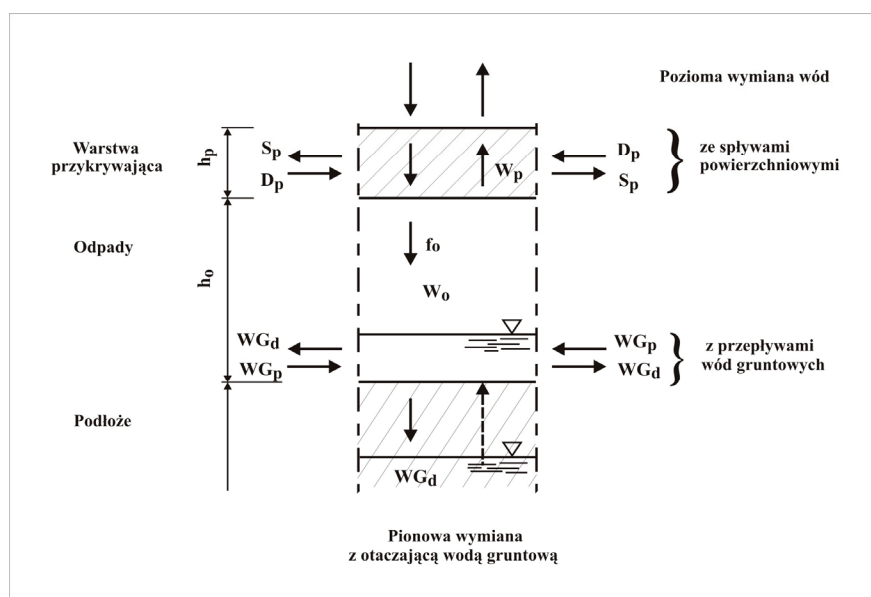 Pozioma wymiana wód
Warstwa
przykrywająca
hp
Sp
Dp
Wp
Dp
Sp
ze spływami
powierzchniowymi
Odpady
ho
fo
Wo
WGd
WGp
WGp
WGd
z przepływami
wód gruntowych
Podłoże
WGd
Pionowa wymiana
z otaczającą wodą gruntową